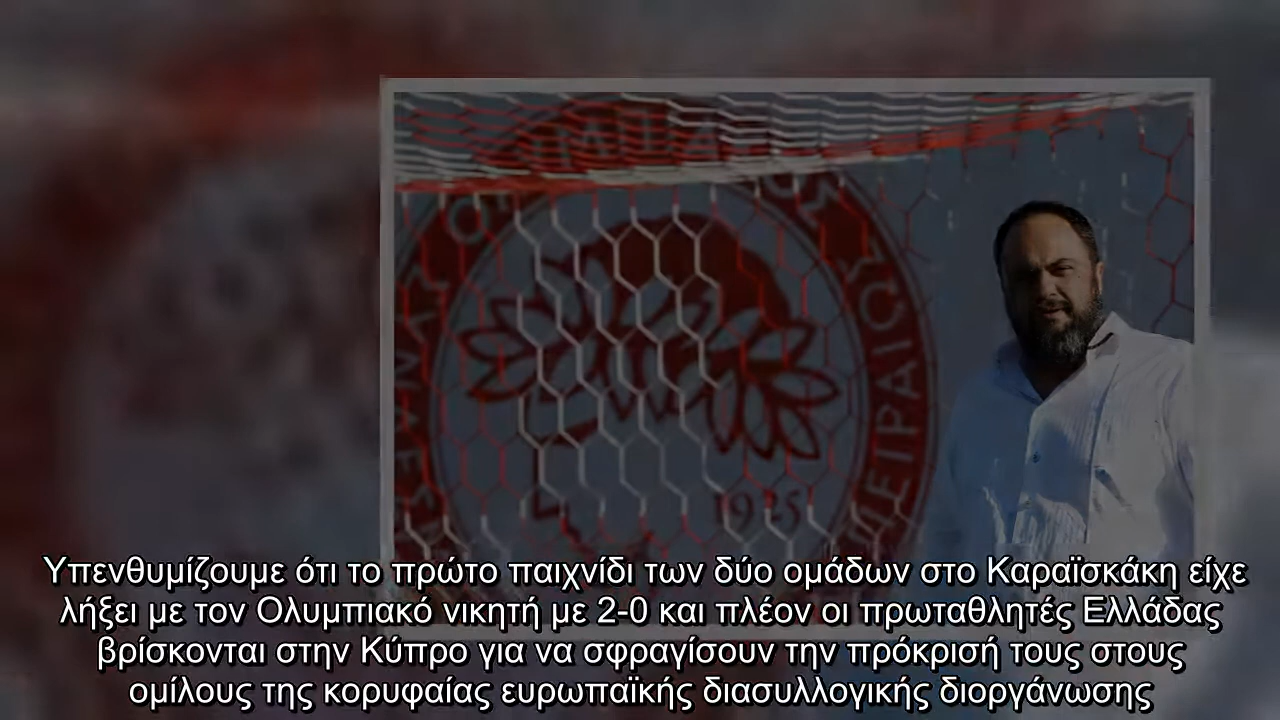 ΠΕΙΡΑΙΩΣ
1925
Υπενθυμίζουμε ότι το πρώτο παιχνίδι των δύο ομάδων στο Καραϊσκάκη είχε
λήξει με τον Ολυμπιακό νικητή με 2-0 και πλέον οι πρωταθλητές Ελλάδας
βρίσκονται στην Κύπρο για να σφραγίσουν την πρόκρισή τους στους
ομίλους της κορυφαίας ευρωπαϊκής διασυλλογικής διοργάνωσης